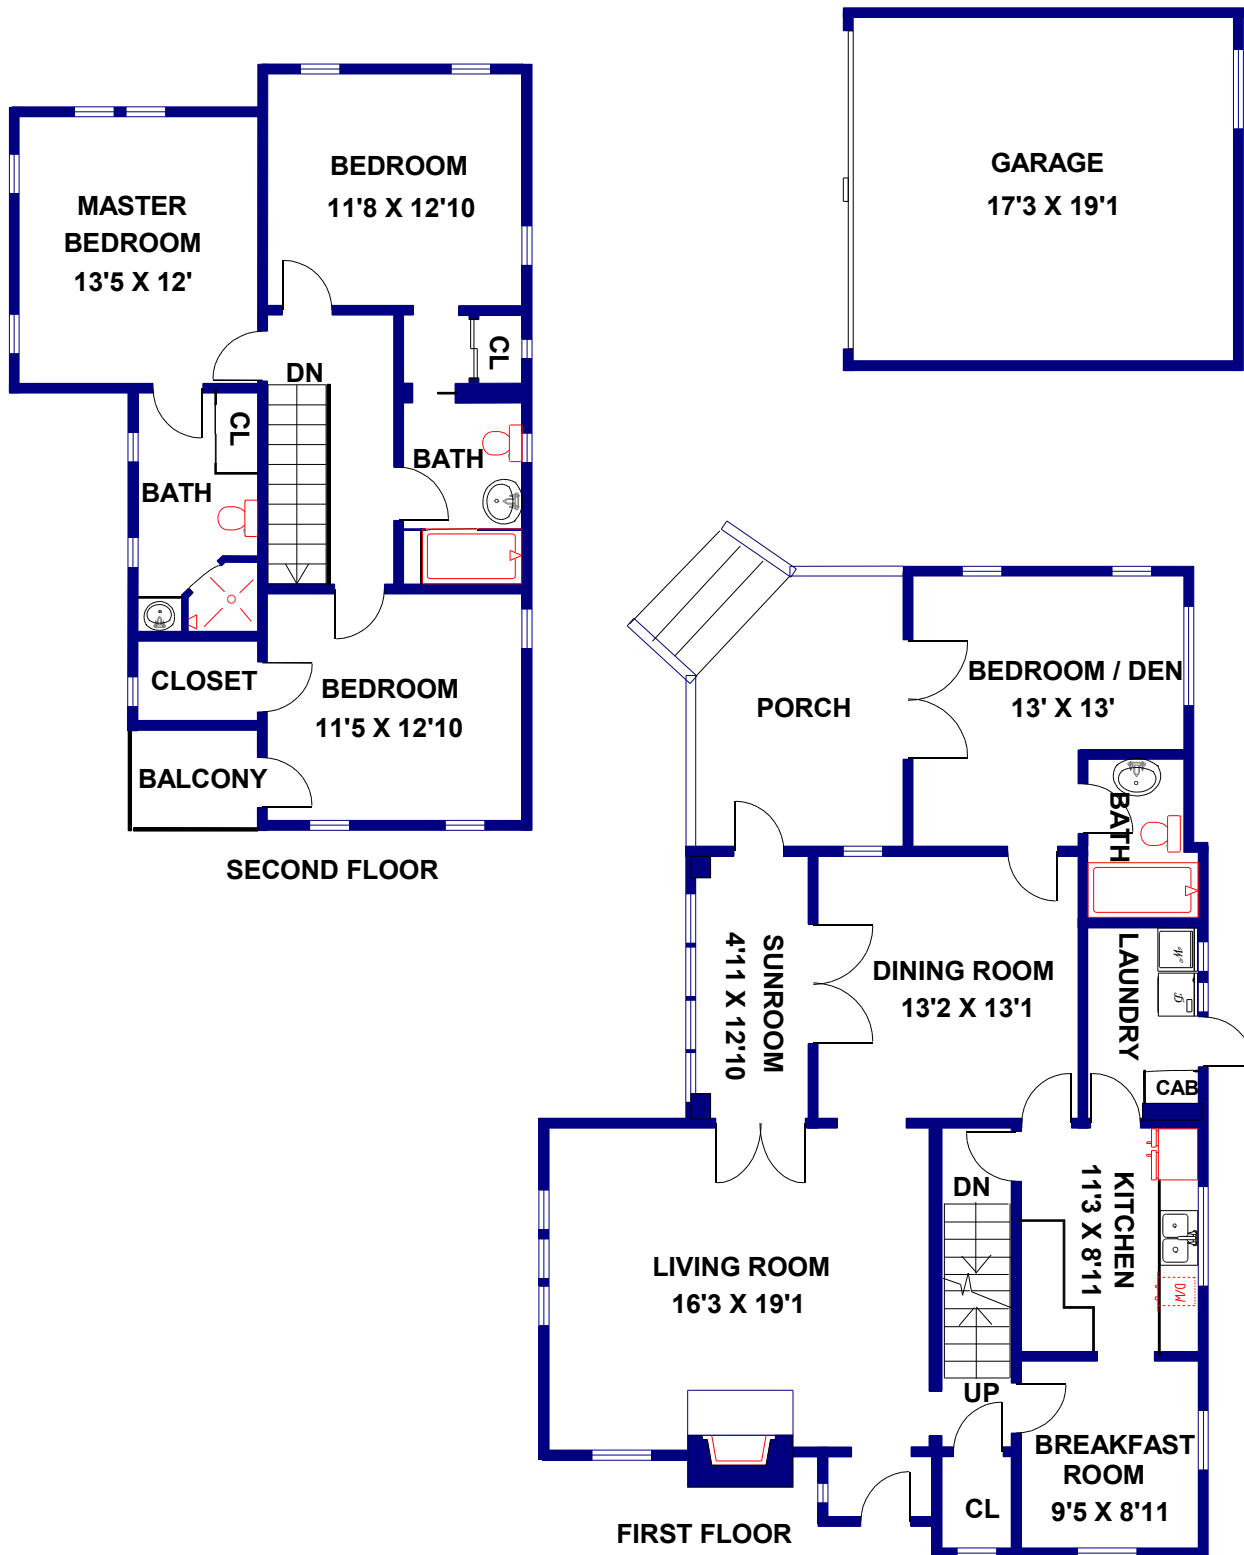 GARAGE
17'3 X 19'1
BEDROOM
11'8 X 12'10
MASTER
BEDROOM
13'5 X 12'
DN
CL
CL
BATH
BATH
CLOSET
BEDROOM
11'5 X 12'10
BALCONY
SECOND FLOOR
BEDROOM / DEN
13' X 13'
PORCH
BATH
SUNROOM
4'11 X 12'10
DINING ROOM
13'2 X 13'1
LAUNDRY
W
D
CAB
DN
KITCHEN
11'3 X 8'11
D/W
LIVING ROOM
16'3 X 19'1
UP
BREAKFAST
ROOM
9'5 X 8'11
CL
FIRST FLOOR